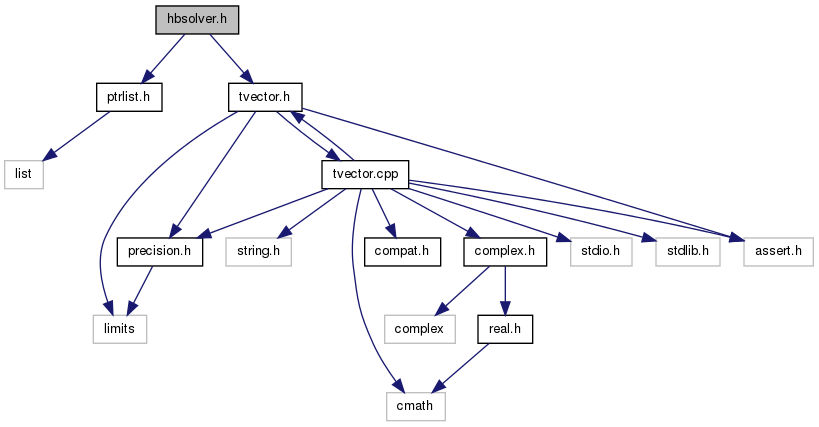 hbsolver.h
ptrlist.h
tvector.h
list
tvector.cpp
precision.h
string.h
compat.h
complex.h
stdio.h
stdlib.h
assert.h
limits
complex
real.h
cmath